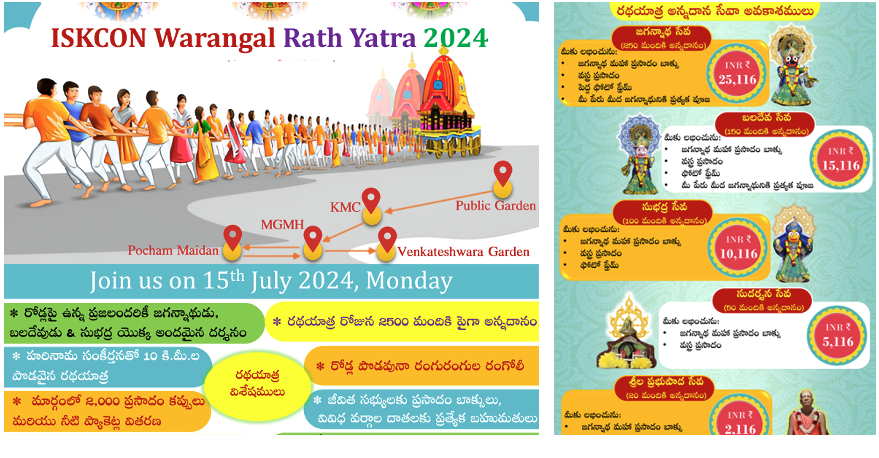 ISKCON Warangal Rath Yatra 2024
Public Garden
KMC
MGMH
Pocham Maidan
Venkateshwara Garden
Join us on 15th July 2024, Monday
* రోడ్లపై ఉన్న ప్రజలందరికీ జగన్నాథుడు,
బలదేవుడు & సుభద్ర యొక్క అందమైన దర్శనం
* రథయాత్ర రోజున 2500 మందికి పైగా అన్నదానం
* హరినామ సంకీర్తనతో 10 కి.మీ.ల
పొడవైన రథయాత్ర
రథయాత్ర
విశేషములు
* రోడ్ల పొడవునా రంగురంగుల రంగోలీ
* మార్గంలో 2,000 ప్రసాదం కప్పులు
మరియు నీటి ప్యాకెట్ల వితరణ
* జీవిత సభ్యులకు ప్రసాదం బాక్సులు,
వివిధ వర్గాల దాతలకు ప్రత్యేక బహుమతులు
రథయాత్ర అన్నదాన సేవా అవకాశములు
జగన్నాథ సేవ
(250 మందికి అన్నదానం)
మీకు లభించును:
• జగన్నాథ మహా ప్రసాదం బాక్సు
• వస్త్ర ప్రసాదం
• పెద్ద ఫోటో ఫ్రేమ్
• మీ పేరు మీద జగన్నాథునికి ప్రత్యేక పూజ
INR ₹
25,116
బలదేవ సేవ
(150 మందికి అన్నదానం)
మీకు లభించును:
• జగన్నాథ మహా ప్రసాదం బాక్సు
• వస్త్ర ప్రసాదం
• ఫోటో ఫ్రేమ్
• మీ పేరు మీద జగన్నాథునికి ప్రత్యేక పూజ
INR ₹
15,116
సుభద్ర సేవ
(100 మందికి అన్నదానం)
మీకు లభించును:
• జగన్నాథ మహా ప్రసాదం బాక్సు
• వస్త్ర ప్రసాదం
• ఫోటో ఫ్రేమ్
INR ₹
10,116
సుదర్శన సేవ
(50 మందికి అన్నదానం)
మీకు లభించును:
• జగన్నాథ మహా ప్రసాదం బాక్సు
• వస్త్ర ప్రసాదం
INR ₹
5,116
శ్రీల ప్రభుపాద సేవ
(20 మందికి అన్నదానం)
మీకు లభించును:
• జగన్నాథ మహా ప్రసాదం బాక్సు
INR ₹
2,116